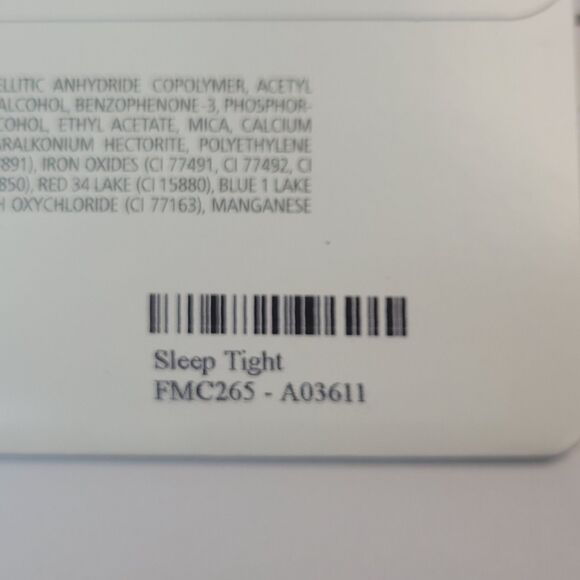 ELLITIC ANHYDRIDE COPOLYMER, ACETYL
ALCOHOL, BENZOPHENONE-3, PHOSPHOR-
COHOL, ETHYL ACETATE, MICA, CALCIUM
ARALKONIUM HECTORITE, POLYETHYLENE
7891), IRON OXIDES (CI 77491, CI 77492, CI
850), RED 34 LAKE (CI 15880), BLUE 1 LAKE
H OXYCHLORIDE (CI 77163), MANGANESE
Sleep Tight
FMC265 - A03611